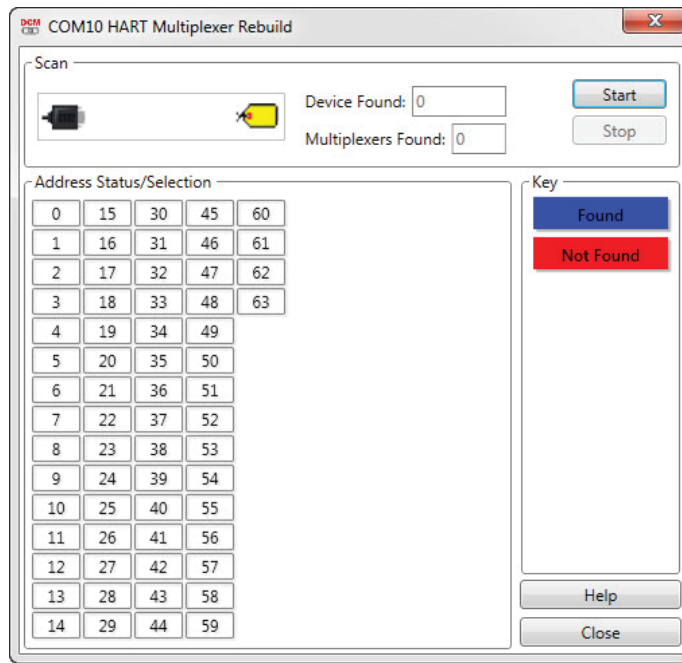 DCM COM10 HART Multiplexer Rebuild
Scan
Device Found: 0
Multiplexers Found: 0
Start
Stop
Address Status/Selection
0 15 30 45 60
1 16 31 46 61
2 17 32 47 62
3 18 33 48 63
4 19 34 49
5 20 35 50
6 21 36 51
7 22 37 52
8 23 38 53
9 24 39 54
10 25 40 55
11 26 41 56
12 27 42 57
13 28 43 58
14 29 44 59
Key
Found
Not Found
Help
Close